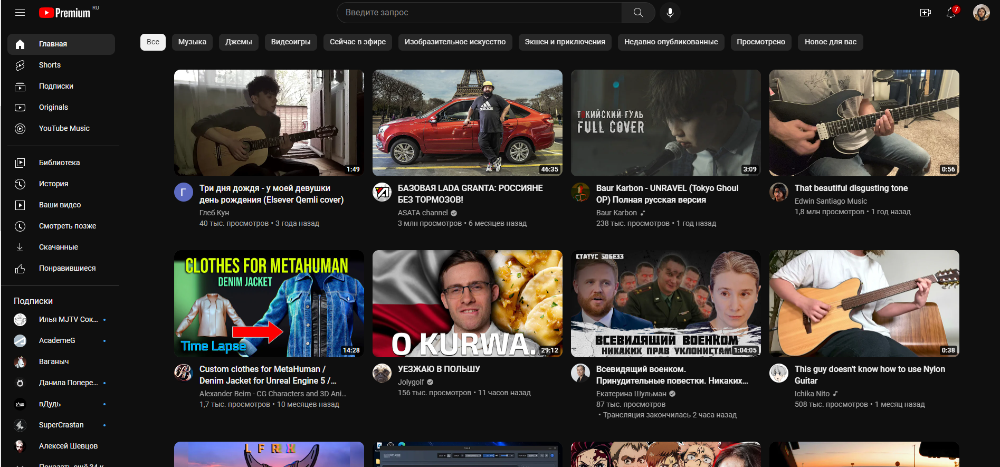 Premium RU
Введите запрос
7
Главная
Shorts
Подписки
Originals
YouTube Music
Библиотека
История
Ваши видео
Смотреть позже
Скачанные
Понравившиеся
Подписки
Илья MJTV Сок...
AcademeG
Ваганыч
Данила Попере...
вДудь
SuperCrastan
Алексей Шевцов
Показать ещё 34 к
Все
Музыка
Джемы
Видеоигры
Сейчас в эфире
Изобразительное искусство
Экшен и приключения
Недавно опубликованные
Просмотрено
Новое для вас
1:49
Г
Три дня дождя - у моей девушки
день рождения (Elsever Qemli cover)
Глеб Кун
40 тыс. просмотров • 3 года назад
adidas
46:35
БАЗОВАЯ LADA GRANTA: РОССИЯНЕ
БЕЗ ТОРМОЗОВ!
ASATA channel
3 млн просмотров • 6 месяцев назад
ТОКИЙСКИЙ ГУЛЬ
FULL COVER
3:09
Baur Karbon - UNRAVEL (Tokyo Ghoul
OP) Полная русская версия
Baur Karbon
238 тыс. просмотров • 1 год назад
0:56
That beautiful disgusting tone
Edwin Santiago Music
1,8 млн просмотров • 1 год назад
CLOTHES FOR METAHUMAN
DENIM JACKET
Time Lapse
14:28
Custom clothes for MetaHuman /
Denim Jacket for Unreal Engine 5 /...
Alexander Beim - CG Characters and 3D Ani...
1,7 тыс. просмотров • 10 месяцев назад
O KURWA.
29:12
УЕЗЖАЮ В ПОЛЬШУ
Jolygolf
156 тыс. просмотров • 11 часов назад
СТАТУС S06E33
ВСЕВИДЯЩИЙ ВОЕНКОМ
НИКАКИХ ПРАВ УКЛОНИСТАМ
1:04:05
Всевидящий военком.
Принудительные повестки. Никаких...
Екатерина Шульман
87 тыс. просмотров
• Трансляция закончилась 2 часа назад
0:38
This guy doesn't know how to use Nylon
Guitar
Ichika Nito
508 тыс. просмотров • 1 месяц назад
L F R X